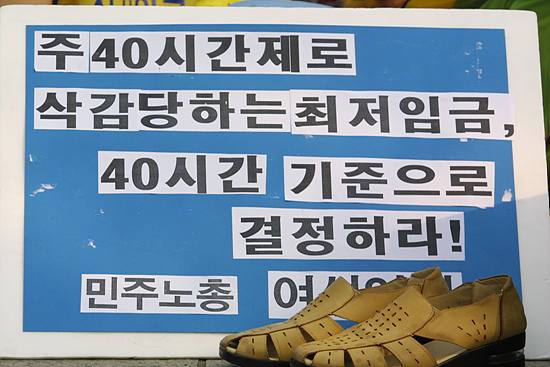 주 40시간제로
삭감당하는 최저임금,
40시간 기준으로
결정하라!
민주노총